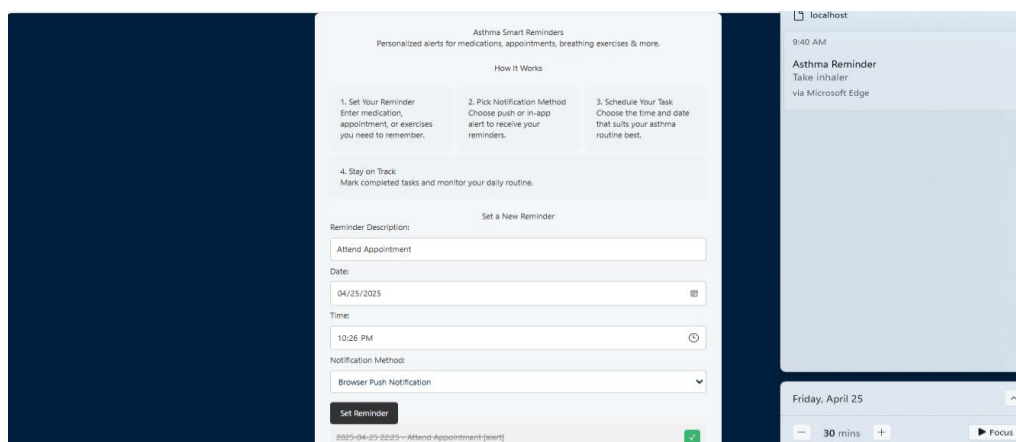 Asthma Smart Reminders
Personalized alerts for medications, appointments, breathing exercises & more.
How It Works
1. Set Your Reminder
Enter medication,
appointment, or exercises
you need to remember.
2. Pick Notification Method
Choose push or in-app
alert to receive your
reminders.
3. Schedule Your Task
Choose the time and date
that suits your asthma
routine best.
4. Stay on Track
Mark completed tasks and monitor your daily routine.
Set a New Reminder
Reminder Description:
Attend Appointment
Date:
04/25/2025
Time:
10:26 PM
Notification Method:
Browser Push Notification
Set Reminder
2025-04-25 22:25 - Attend Appointment [alert]
localhost
9:40 AM
Asthma Reminder
Take inhaler
via Microsoft Edge
Friday, April 25
30 mins
Focus